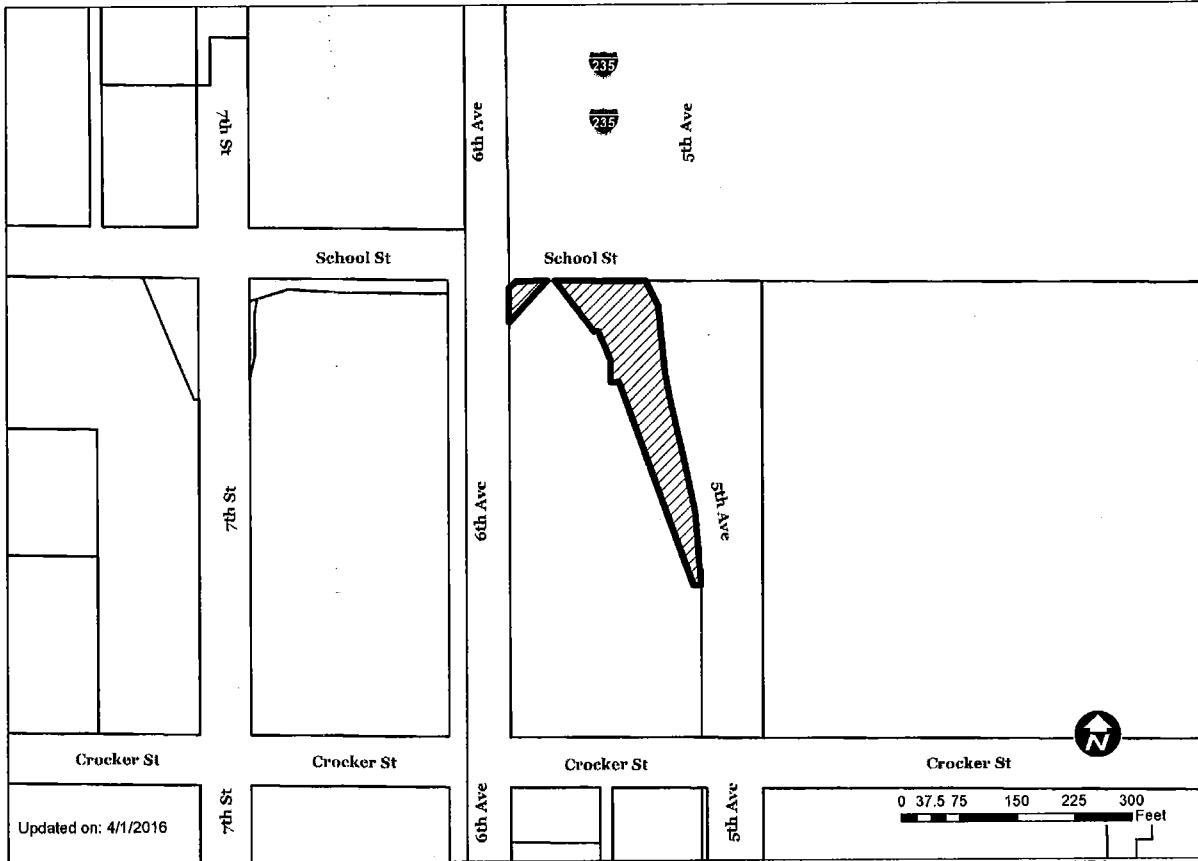 235
235
7th St
6th Ave
5th Ave
School St
School St
7th St
6th Ave
5th Ave
Crocker St
Crocker St
Crocker St
Crocker St
N
7th St
6th Ave
5th Ave
0 37.5 75 150 225 300
Feet
Updated on: 4/1/2016